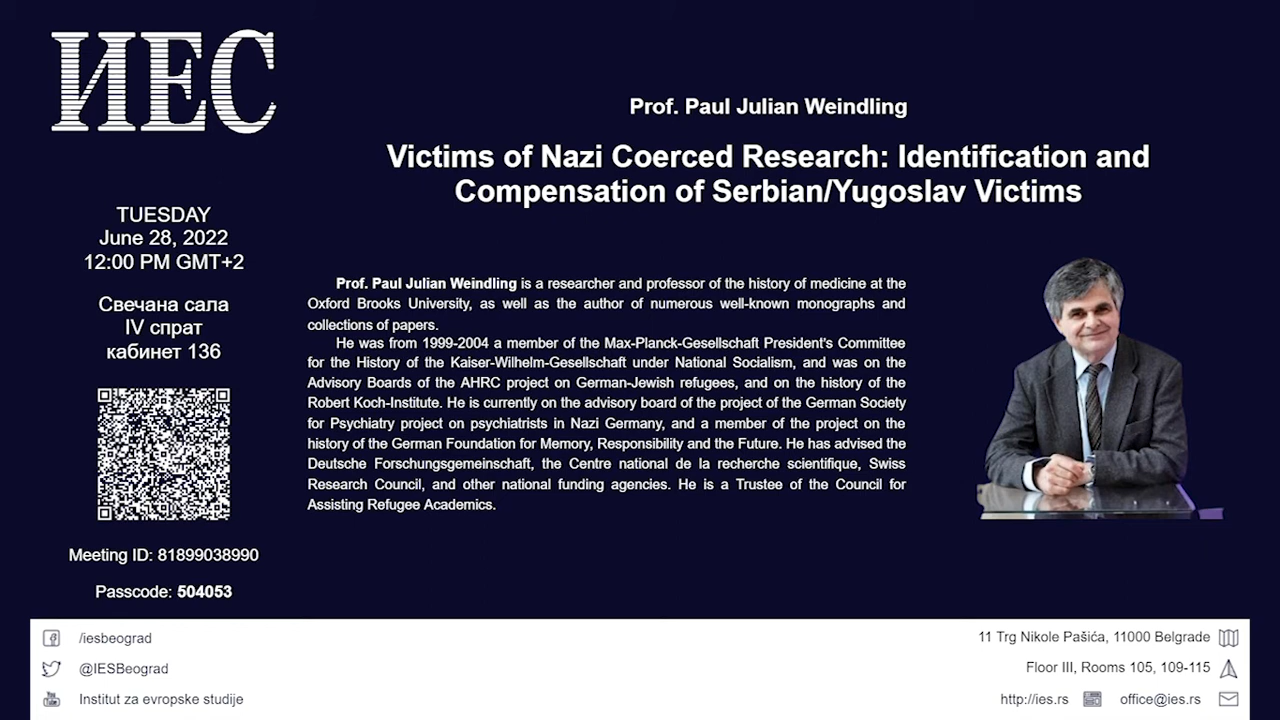 ИЕС
Prof. Paul Julian Weindling
Victims of Nazi Coerced Research: Identification and
Compensation of Serbian/Yugoslav Victims
TUESDAY
June 28, 2022
12:00 PM GMT+2
Свечана сала
IV спрат
кабинет 136
Meeting ID: 81899038990
Passcode: 504053
Prof. Paul Julian Weindling is a researcher and professor of the history of medicine at the
Oxford Brooks University, as well as the author of numerous well-known monographs and
collections of papers.
He was from 1999-2004 a member of the Max-Planck-Gesellschaft President's Committee
for the History of the Kaiser-Wilhelm-Gesellschaft under National Socialism, and was on the
Advisory Boards of the AHRC project on German-Jewish refugees, and on the history of the
Robert Koch-Institute. He is currently on the advisory board of the project of the German Society
for Psychiatry project on psychiatrists in Nazi Germany, and a member of the project on the
history of the German Foundation for Memory, Responsibility and the Future. He has advised the
Deutsche Forschungsgemeinschaft, the Centre national de la recherche scientifique, Swiss
Research Council, and other national funding agencies. He is a Trustee of the Council for
Assisting Refugee Academics.
/iesbeograd
@IESBeograd
Institut za evropske studije
11 Trg Nikole Pašića, 11000 Belgrade
Floor III, Rooms 105, 109-115
http://ies.rs
office@ies.rs